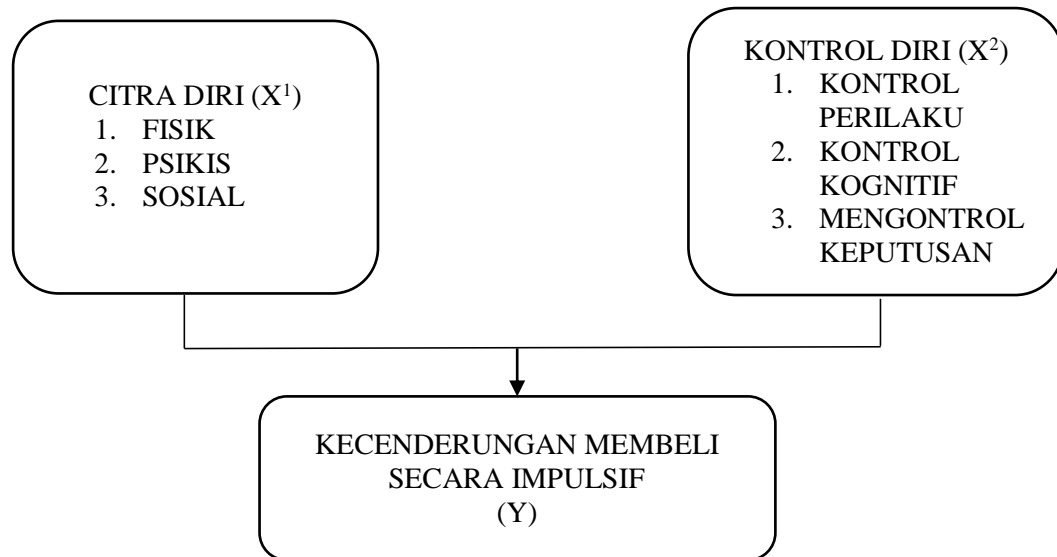 CITRA DIRI (X¹)
1. FISIK
2. PSIKIS
3. SOSIAL
KONTROL DIRI (X²)
1. KONTROL
PERILAKU
2. KONTROL
KOGNITIF
3. MENGONTROL
KEPUTUSAN
KECENDERUNGAN MEMBELI
SECARA IMPULSIF
(Y)